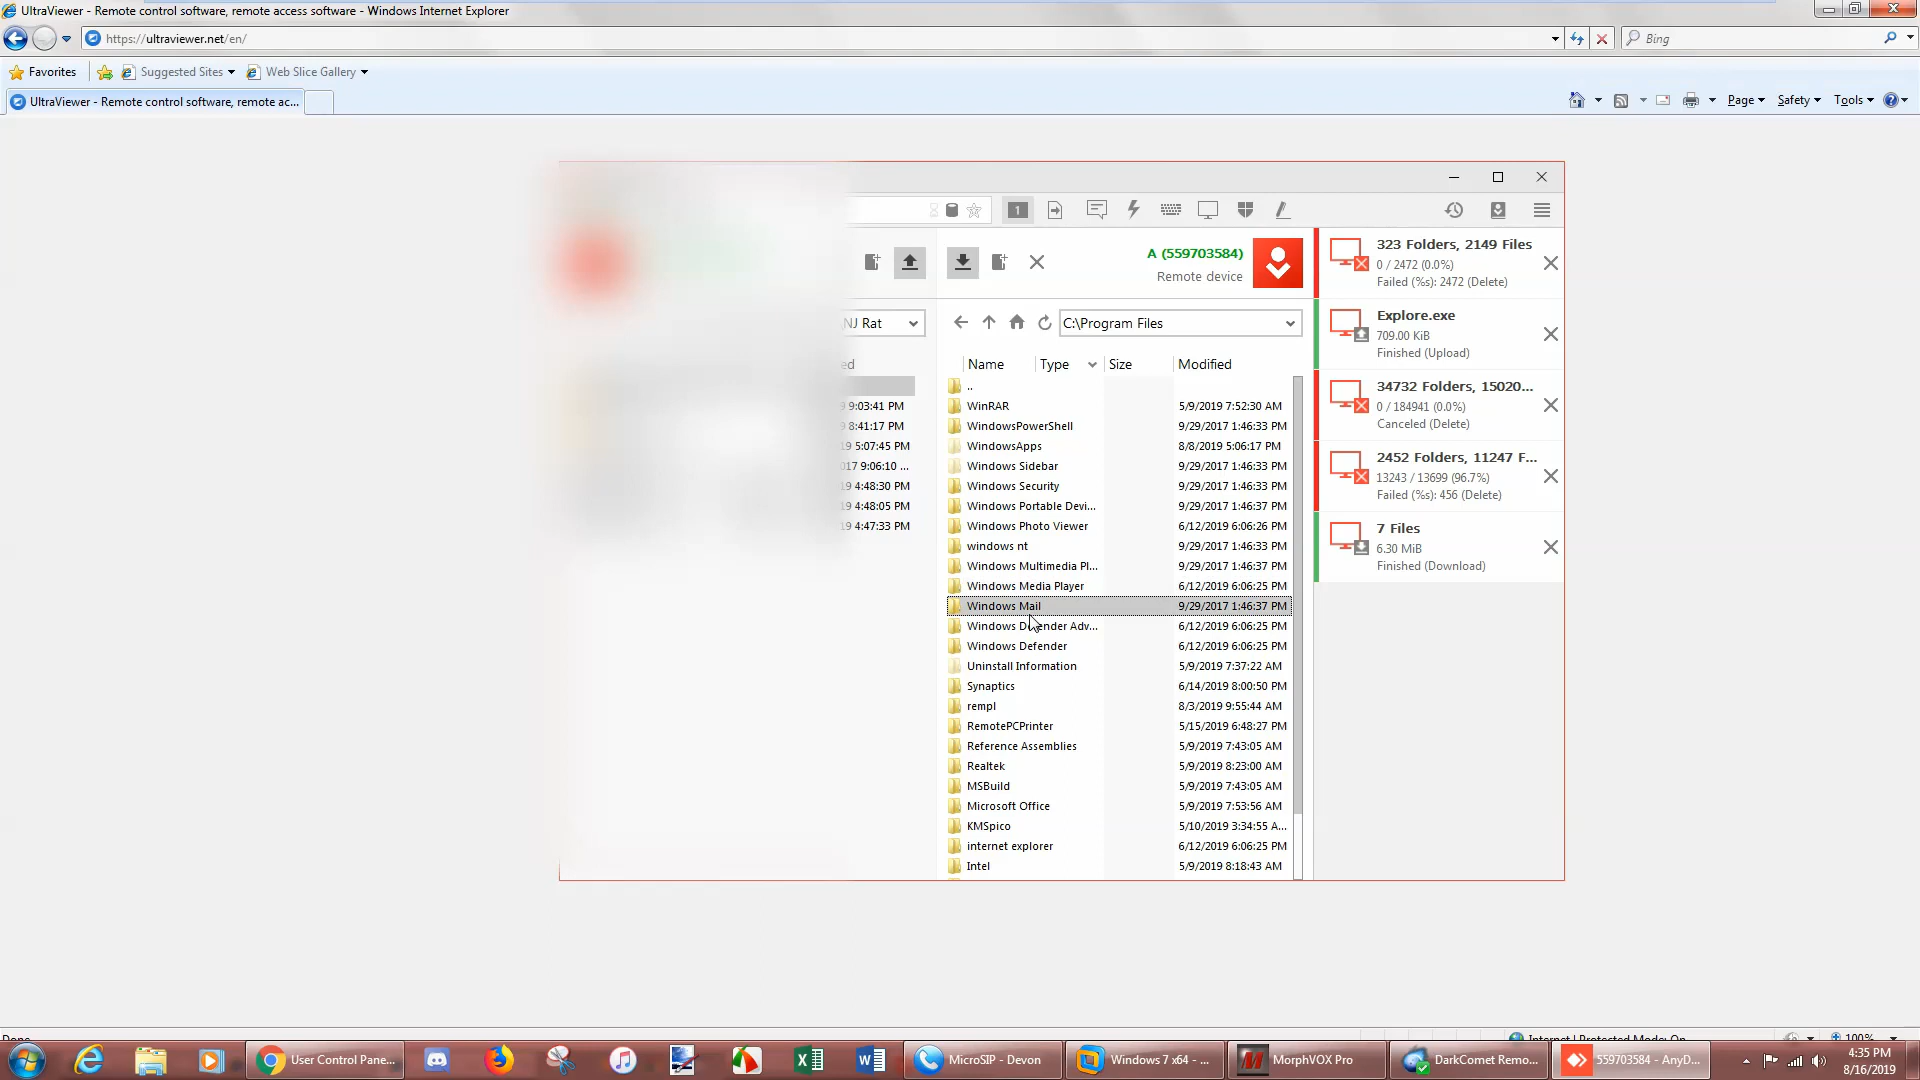 UltraViewer - Remote control software, remote access software - Windows Internet Explorer
https://ultraviewer.net/en/
Bing
Favorites
Suggested Sites
Web Slice Gallery
UltraViewer - Remote control software, remote ac...
Page
Safety
Tools
1
A (559703584)
Remote device
NJ Rat
C:\Program Files
ed
Name Type Size Modified
..
9:03:41 PM
8:41:17 PM
19 5:07:45 PM
017 9:06:10 ...
19 4:48:30 PM
19 4:48:05 PM
19 4:47:33 PM
WinRAR 5/9/2019 7:52:30 AM
WindowsPowerShell 9/29/2017 1:46:33 PM
WindowsApps 8/8/2019 5:06:17 PM
Windows Sidebar 9/29/2017 1:46:33 PM
Windows Security 9/29/2017 1:46:33 PM
Windows Portable Devi... 9/29/2017 1:46:37 PM
Windows Photo Viewer 6/12/2019 6:06:26 PM
windows nt 9/29/2017 1:46:33 PM
Windows Multimedia Pl... 9/29/2017 1:46:37 PM
Windows Media Player 6/12/2019 6:06:25 PM
Windows Mail 9/29/2017 1:46:37 PM
Windows Defender Adv... 6/12/2019 6:06:25 PM
Windows Defender 6/12/2019 6:06:25 PM
Uninstall Information 5/9/2019 7:37:22 AM
Synaptics 6/14/2019 8:00:50 PM
rempl 8/3/2019 9:55:44 AM
RemotePCPrinter 5/15/2019 6:48:27 PM
Reference Assemblies 5/9/2019 7:43:05 AM
Realtek 5/9/2019 8:23:00 AM
MSBuild 5/9/2019 7:43:05 AM
Microsoft Office 5/9/2019 7:53:56 AM
KMSpico 5/10/2019 3:34:55 A...
internet explorer 6/12/2019 6:06:25 PM
Intel 5/9/2019 8:18:43 AM
323 Folders, 2149 Files
0 / 2472 (0.0%)
Failed (%s): 2472 (Delete)
Explore.exe
709.00 KiB
Finished (Upload)
34732 Folders, 15020...
0 / 184941 (0.0%)
Canceled (Delete)
2452 Folders, 11247 F...
13243 / 13699 (96.7%)
Failed (%s): 456 (Delete)
7 Files
6.30 MiB
Finished (Download)
Done
Internet | Protected Mode: On
100%
User Control Pane...
MicroSIP - Devon
Windows 7 x64 - ...
MorphVOX Pro
DarkComet Remo...
559703584 - AnyD...
4:35 PM
8/16/2019